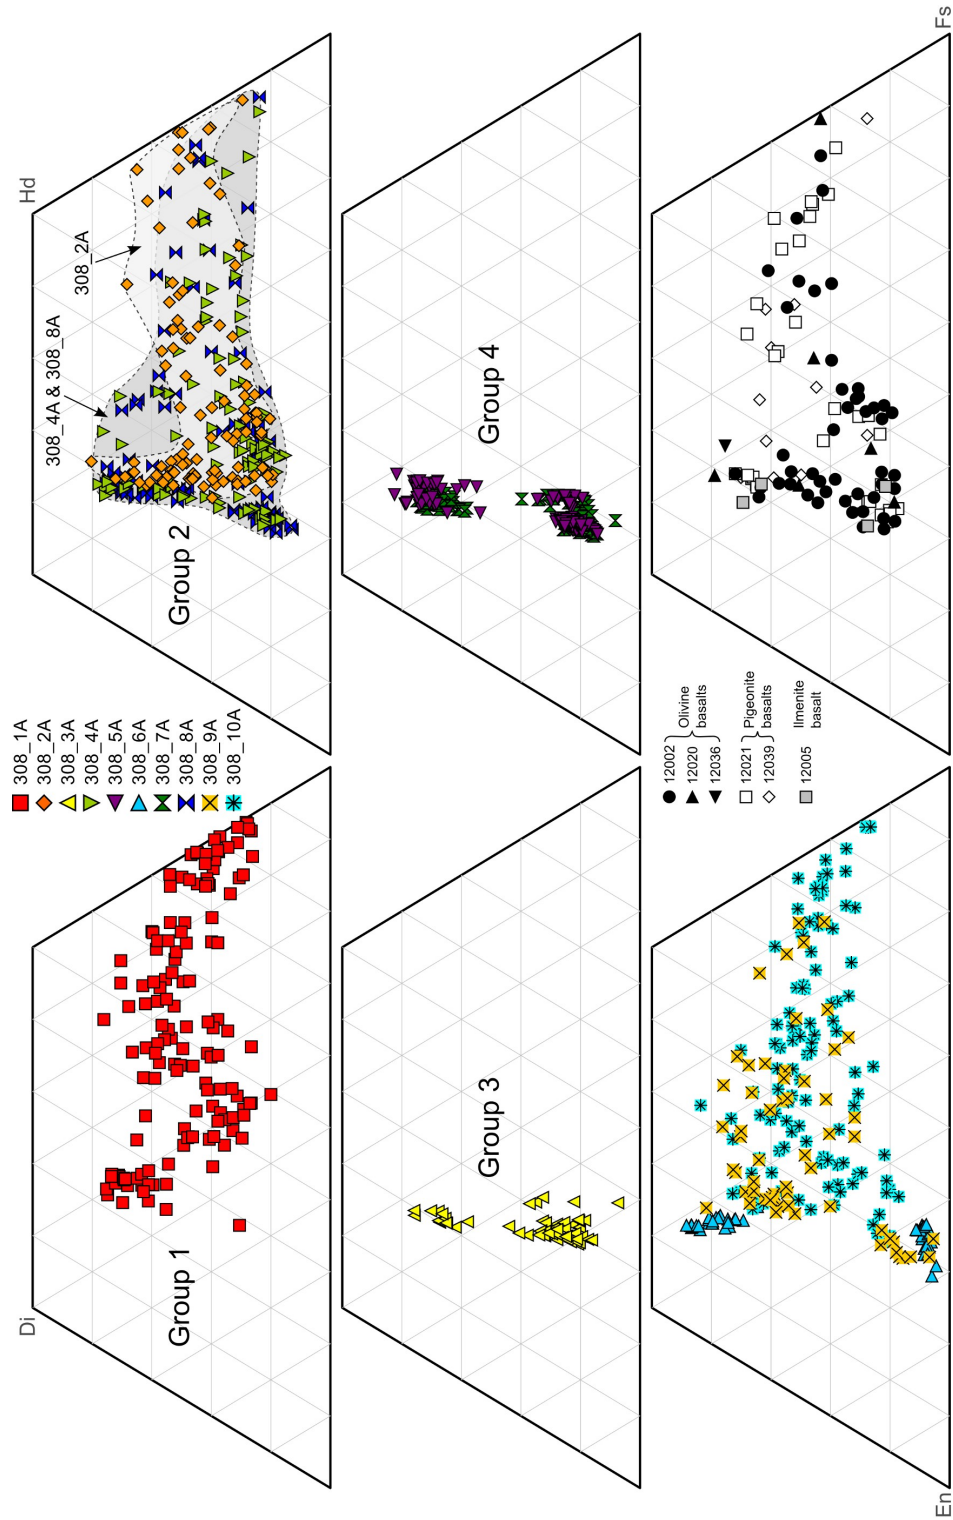 Di
Hd
308_1A
308_2A
308_3A
308_4A
308_5A
308_6A
308_7A
308_8A
308_9A
308_10A
Group 1
Group 2
308_4A & 308_8A
308_2A
Group 3
Group 4
12002
12020
12036
Olivine
basalts
12021
12039
Pigeonite
basalts
12005
Ilmenite
basalt
En
Fs